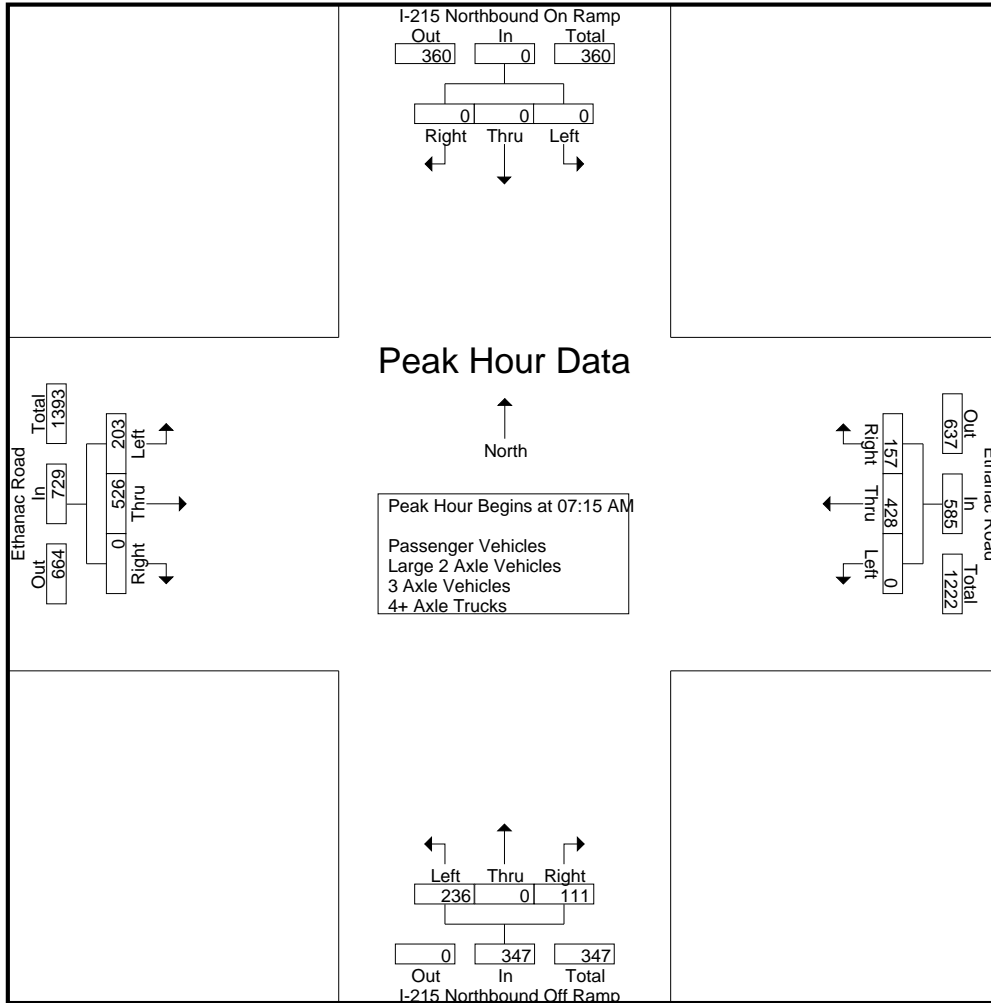 I-215 Northbound On Ramp
Out In Total
360 0 360
0 0 0
Right Thru Left
Peak Hour Data
North
Peak Hour Begins at 07:15 AM
Passenger Vehicles
Large 2 Axle Vehicles
3 Axle Vehicles
4+ Axle Trucks
Ethanac Road
Out In Total
664 729 1393
Right Thru Left
0 526 203
Ethanac Road
Out In Total
637 585 1222
Right Thru Left
157 428 0
Left Thru Right
236 0 111
0 347 347
Out In Total
I-215 Northbound Off Ramp